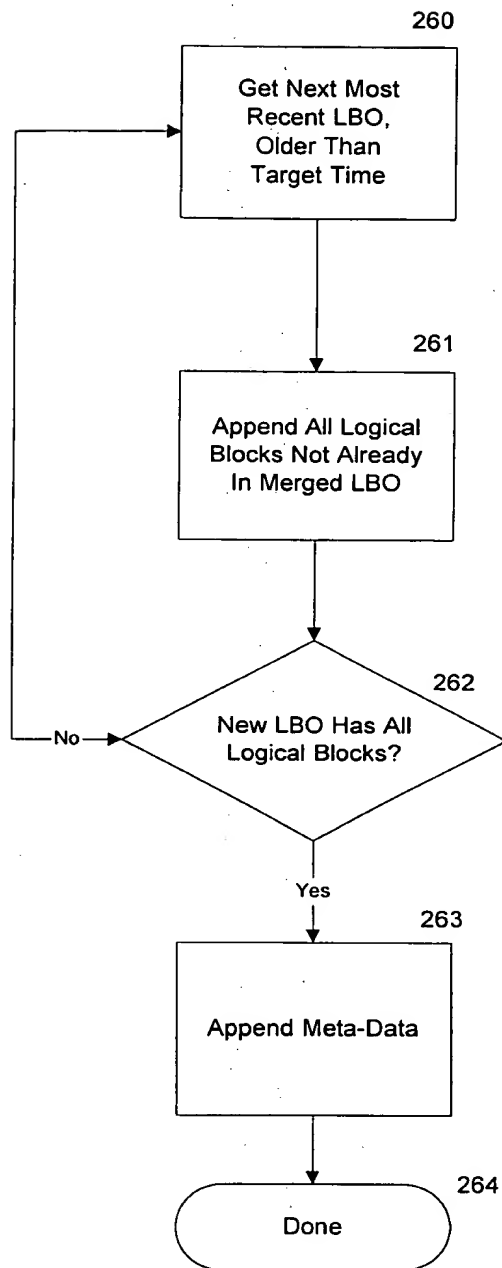 260
Get Next Most
Recent LBO,
Older Than
Target Time
261
Append All Logical
Blocks Not Already
In Merged LBO
262
New LBO Has All
Logical Blocks?
No
Yes
263
Append Meta-Data
264
Done